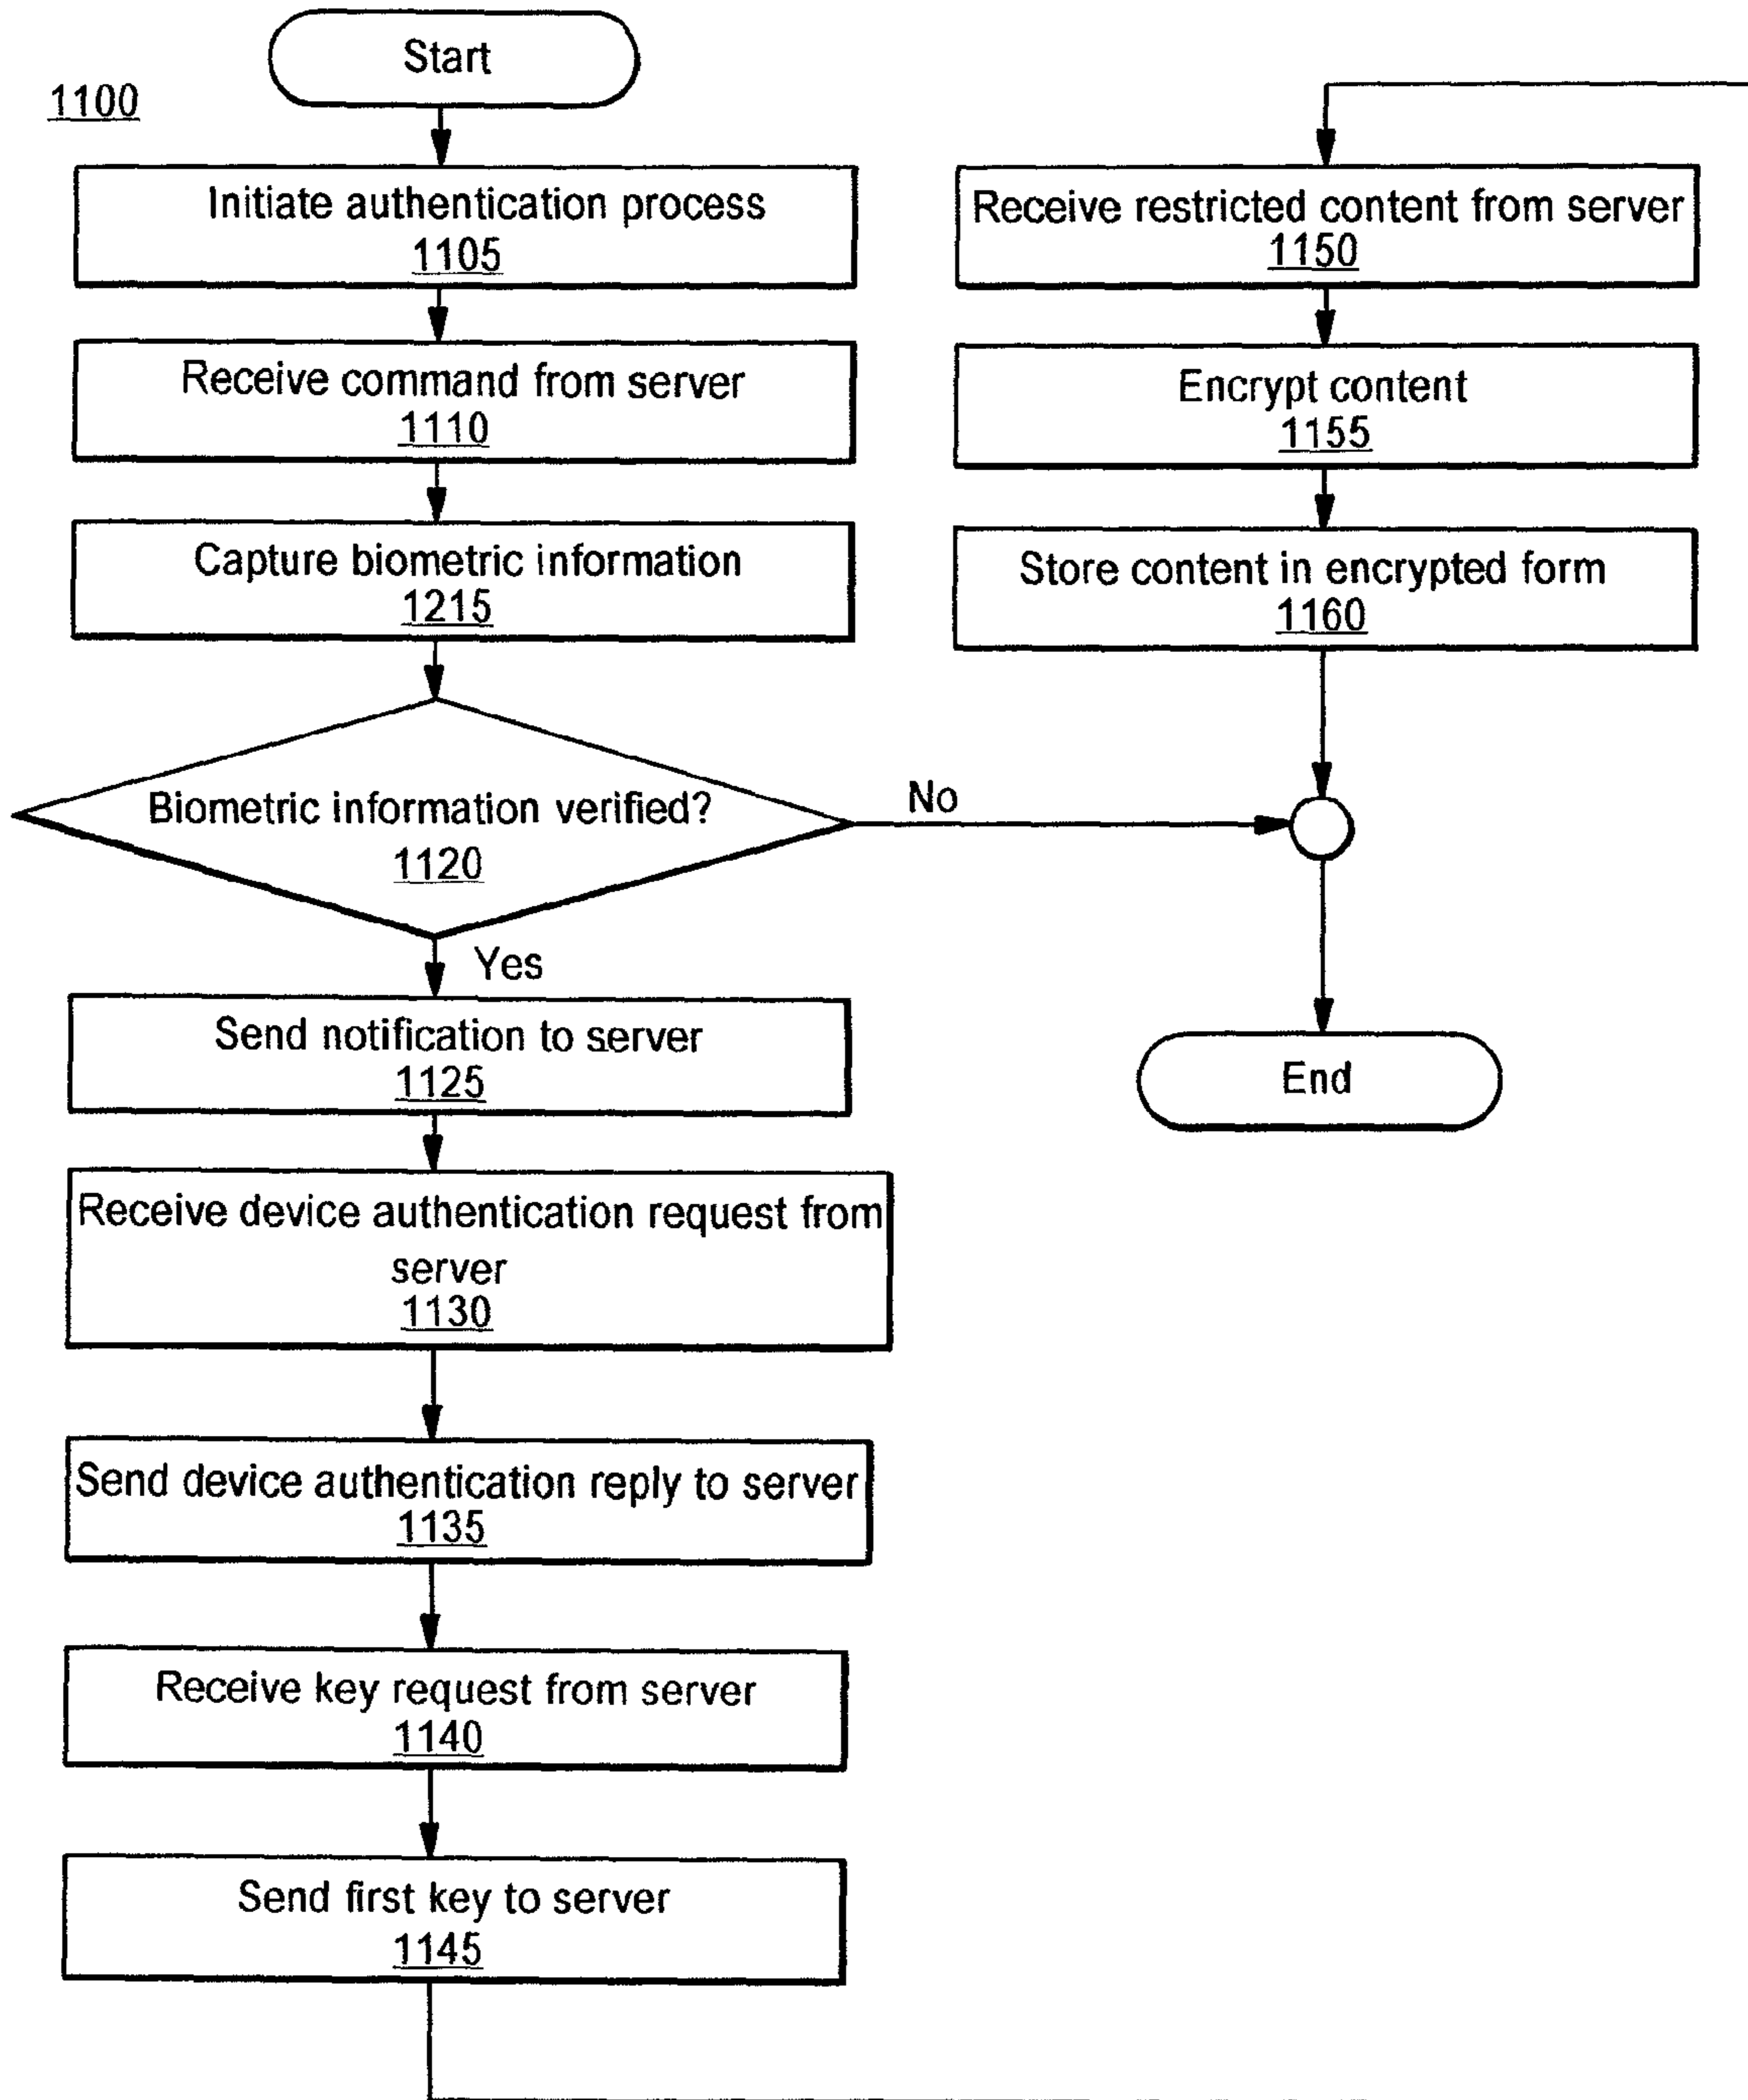 1100
Start
Initiate authentication process
1105
Receive command from server
1110
Capture biometric information
1215
Biometric information verified?
1120
No
Yes
Send notification to server
1125
Receive device authentication request from
server
1130
Send device authentication reply to server
1135
Receive key request from server
1140
Send first key to server
1145
Receive restricted content from server
1150
Encrypt content
1155
Store content in encrypted form
1160
End